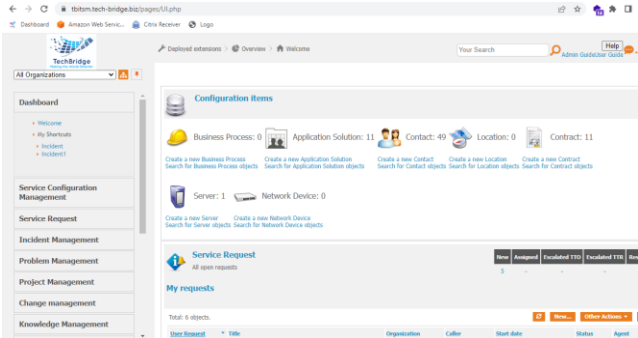 tbitsm.tech-bridge.biz/pages/UI.php
Dashboard Amazon Web Servic... Citrix Receiver Logo
TechBridge
Deployed extensions > Overview > Welcome
Your Search
Help
Admin Guide User Guide
All Organizations
Dashboard
Welcome
My Shortcuts
Incident
Incident1
Service Configuration
Management
Service Request
Incident Management
Problem Management
Project Management
Change management
Knowledge Management
Configuration items
Business Process: 0 Application Solution: 11 Contact: 49 Location: 0 Contract: 11
Create a new Business Process Create a new Application Solution Create a new Contact Create a new Location Create a new Contract
Search for Business Process objects Search for Application Solution objects Search for Contact objects Search for Location objects Search for Contract objects
Server: 1 Network Device: 0
Create a new Server Create a new Network Device
Search for Server objects Search for Network Device objects
Service Request
All open requests
New Assigned Escalated TTO Escalated TTR
5 - - -
My requests
Total: 6 objects.
New... Other Actions
User Request Title Organization Caller Start date Status Agent